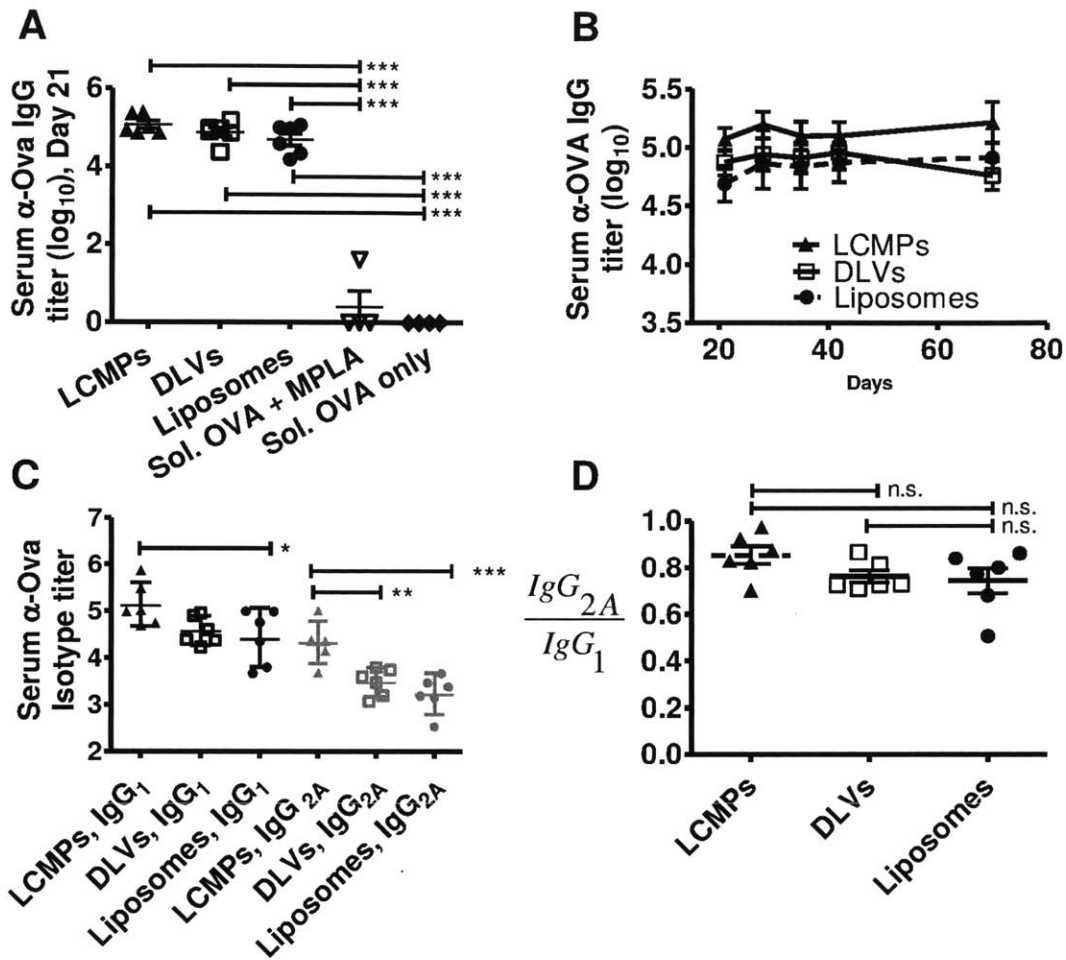 A
Serum α-Ova IgG
titer (log10), Day 21
6
4
2
0
***
***
***
***
***
***
LCMPs
DLVs
Liposomes
Sol. OVA + MPLA
Sol. OVA only
B
Serum α-OVA IgG
titer (log10)
5.5
5.0
4.5
4.0
3.5
LCMPs
DLVs
Liposomes
20
40
60
80
Days
C
Serum α-Ova
Isotype titer
7
6
5
4
3
2
*
***
**
LCMPs, IgG1
DLVs, IgG1
Liposomes, IgG1
LCMPs, IgG 2A
DLVs, IgG2A
Liposomes, IgG2A
D
IgG2A
IgG1
1.0
0.8
0.6
0.4
0.2
0.0
n.s.
n.s.
n.s.
LCMPs
DLVs
Liposomes